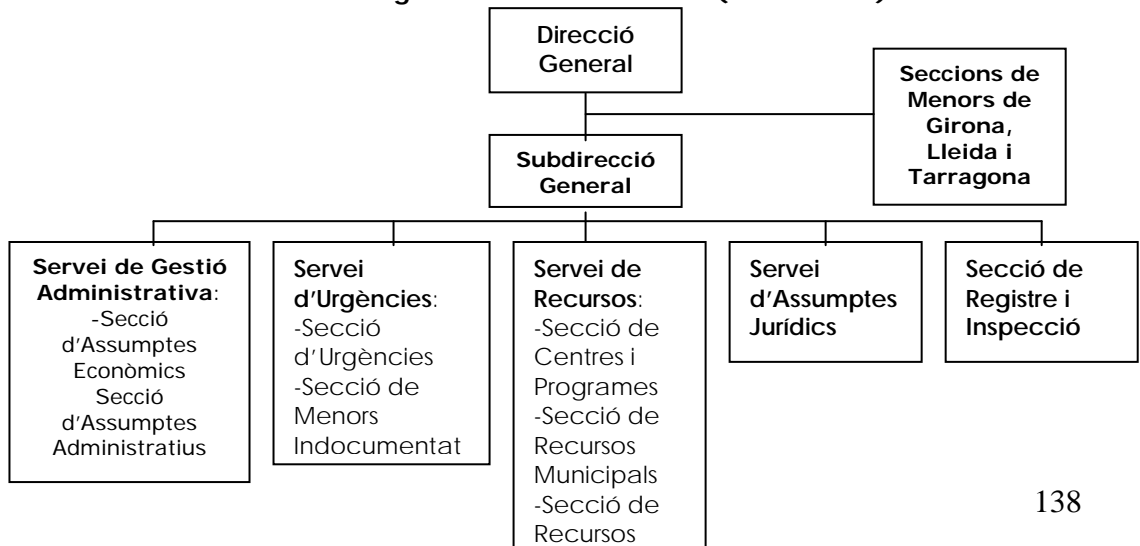 Direcció
General
Seccions de
Menors de
Girona,
Lleida i
Tarragona
Subdirecció
General
Servei de Gestió
Administrativa:
-Secció
d'Assumptes
Econòmics
Secció
d'Assumptes
Administratius
Servei
d'Urgències:
-Secció
d'Urgències
-Secció de
Menors
Indocumentat
Servei de
Recursos:
-Secció de
Centres i
Programes
-Secció de
Recursos
Municipals
-Secció de
Recursos
Servei
d'Assumptes
Jurídics
Secció de
Registre i
Inspecció
138